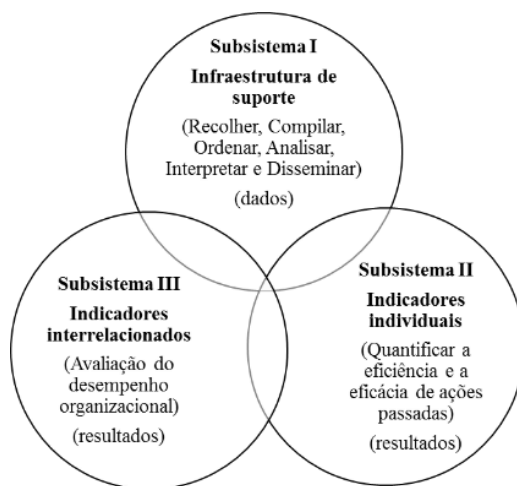 Subsistema I
Infraestrutura de
suporte
(Recolher, Compilar,
Ordenar, Analisar,
Interpretar e Disseminar)
(dados)
Subsistema III
Indicadores
interrelacionados
(Avaliação do
desempenho
organizacional)
(resultados)
Subsistema II
Indicadores
individuais
(Quantificar a
eficiência e a
eficácia de ações
passadas)
(resultados)